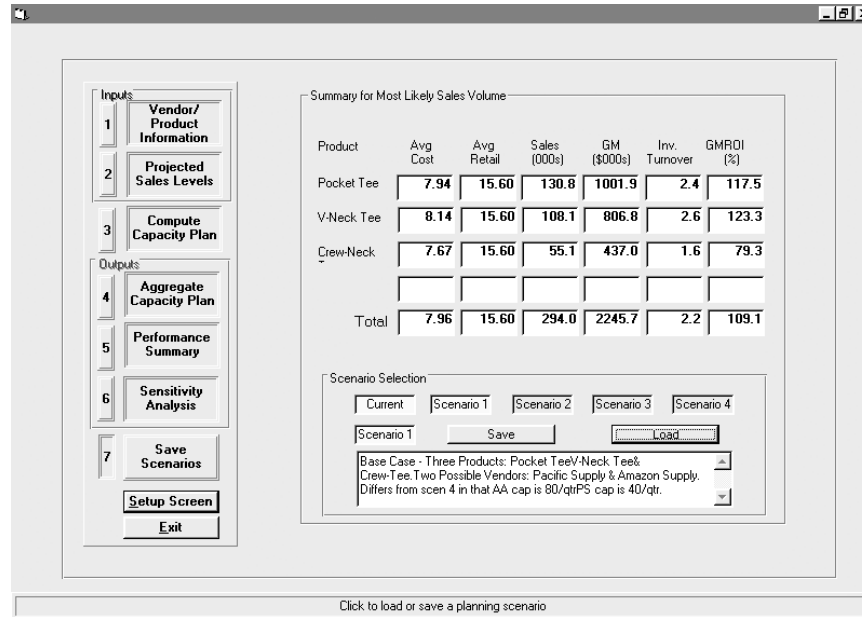 Inputs
1 Vendor/
Product
Information
2 Projected
Sales Levels
3 Compute
Capacity Plan
Outputs
4 Aggregate
Capacity Plan
5 Performance
Summary
6 Sensitivity
Analysis
7 Save
Scenarios
Setup Screen
Exit
Summary for Most Likely Sales Volume
Product Avg Avg Sales GM Inv. GMROI
Cost Retail (000s) ($000s) Turnover (%)
Pocket Tee 7.94 15.60 130.8 1001.9 2.4 117.5
V-Neck Tee 8.14 15.60 108.1 806.8 2.6 123.3
Crew-Neck 7.67 15.60 55.1 437.0 1.6 79.3
Total 7.96 15.60 294.0 2245.7 2.2 109.1
Scenario Selection
Current Scenario 1 Scenario 2 Scenario 3 Scenario 4
Scenario 1 Save Load
Base Case - Three Products: Pocket TeeV-Neck Tee&
Crew-Tee.Two Possible Vendors: Pacific Supply & Amazon Supply.
Differs from scen 4 in that AA cap is 80/qtrPS cap is 40/qtr.
Click to load or save a planning scenario